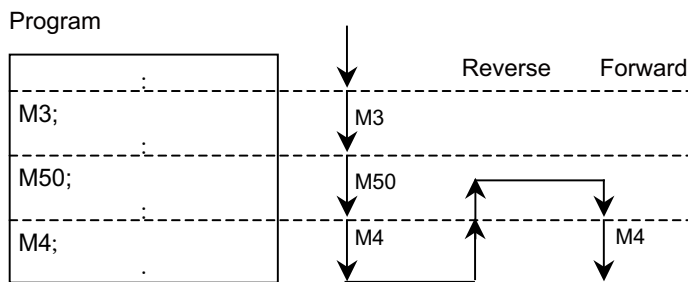 Program
Reverse Forward
:
M3; M3
:
M50; M50
:
M4; M4 M4
.